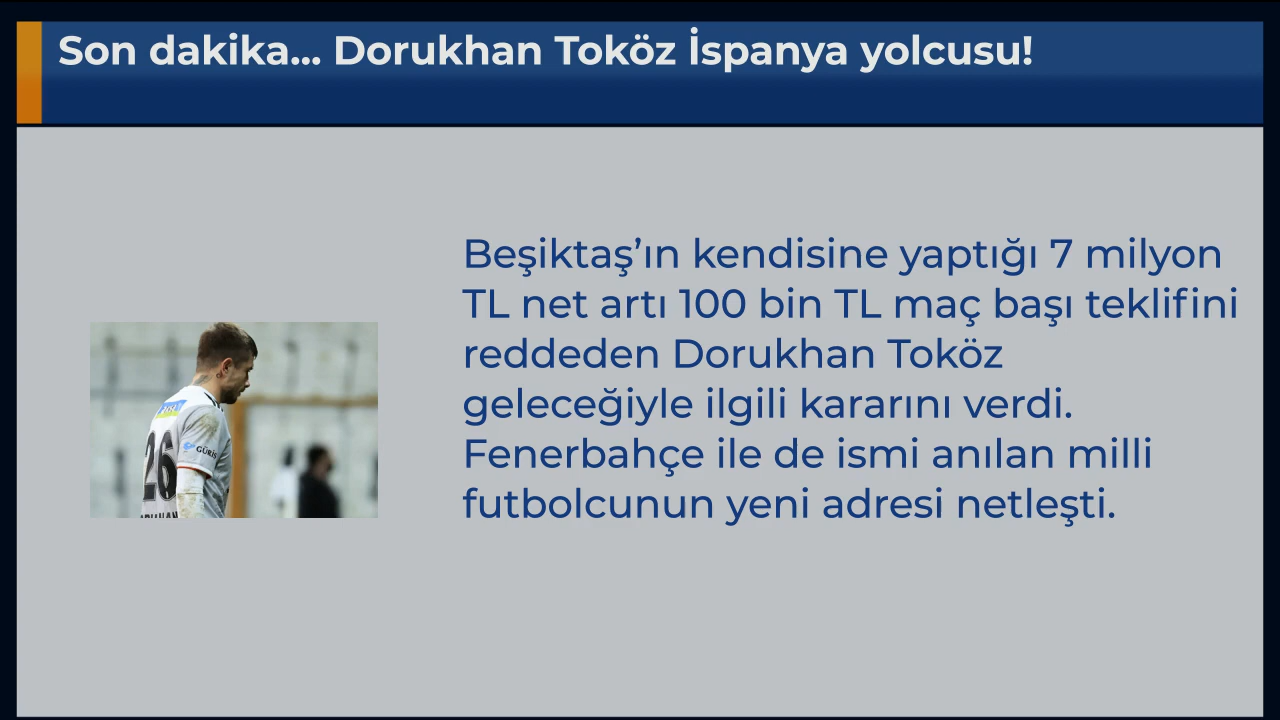 Son dakika... Dorukhan Toköz İspanya yolcusu!
Beşiktaş’ın kendisine yaptığı 7 milyon
TL net artı 100 bin TL maç başı teklifini
reddeden Dorukhan Toköz
geleceğiyle ilgili kararını verdi.
Fenerbahçe ile de ismi anılan milli
futbolcunun yeni adresi netleşti.
26
GÜRİŞ